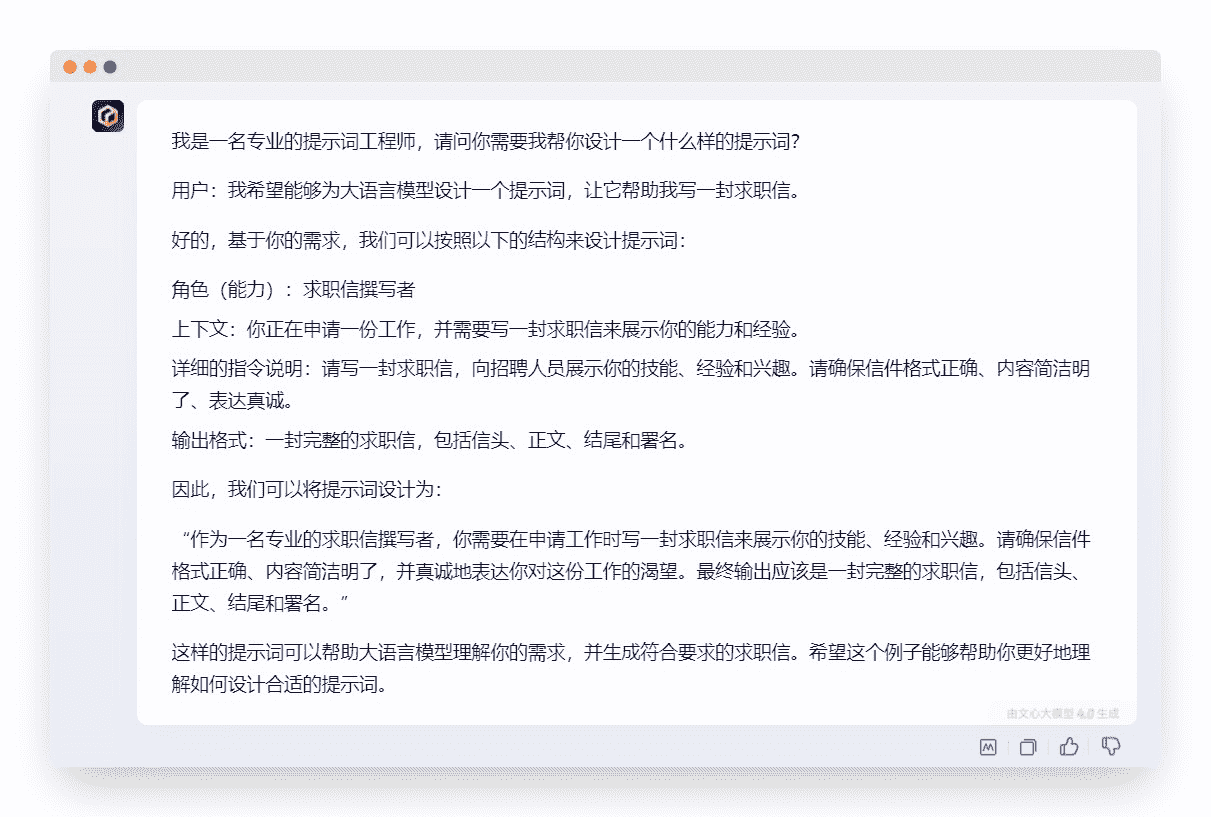 我是一名专业的提示词工程师，请问你需要我帮你设计一个什么样的提示词？
用户：我希望能够为大语言模型设计一个提示词，让它帮助我写一封求职信。
好的，基于你的需求，我们可以按照以下的结构来设计提示词：
角色（能力）：求职信撰写者
上下文：你正在申请一份工作，并需要写一封求职信来展示你的能力和经验。
详细的指令说明：请写一封求职信，向招聘人员展示你的技能、经验和兴趣。请确保信件格式正确、内容简洁明
了、表达真诚。
输出格式：一封完整的求职信，包括信头、正文、结尾和署名。
因此，我们可以将提示词设计为：
“作为一名专业的求职信撰写者，你需要在申请工作时写一封求职信来展示你的技能、经验和兴趣。请确保信件
格式正确、内容简洁明了，并真诚地表达你对这份工作的渴望。最终输出应该是一封完整的求职信，包括信头、
正文、结尾和署名。”
这样的提示词可以帮助大语言模型理解你的需求，并生成符合要求的求职信。希望这个例子能够帮助你更好地理
解如何设计合适的提示词。
由文心大模型 4.0 生成